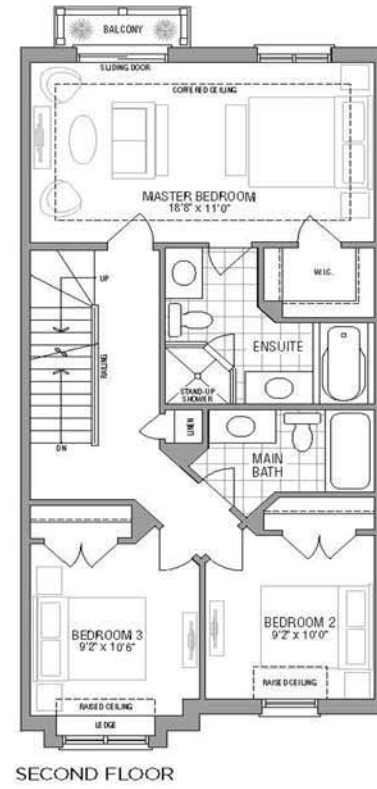 BALCONY
SLIDING DOOR
COFFERED CEILING
MASTER BEDROOM
18'8" x 11'0"
W.I.C.
UP
RAILING
DN
ENSUITE
STAND-UP
SHOWER
LINEN
MAIN
BATH
BEDROOM 3
9'2" x 10'6"
BEDROOM 2
9'2" x 10'0"
RAISED CEILING
RAISED CEILING
LEDGE
SECOND FLOOR